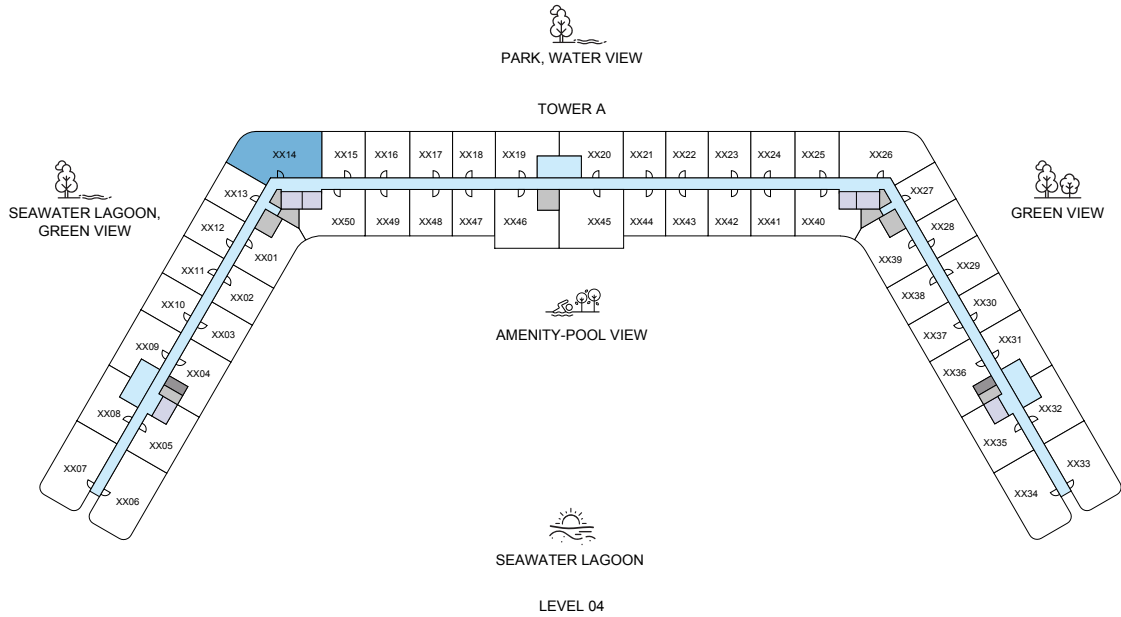 PARK, WATER VIEW
TOWER A
XX14
XX15
XX16
XX17
XX18
XX19
XX20
XX21
XX22
XX23
XX24
XX25
XX26
SEAWATER LAGOON,
GREEN VIEW
GREEN VIEW
XX13
XX27
XX12
XX50
XX49
XX48
XX47
XX46
XX45
XX44
XX43
XX42
XX41
XX40
XX28
XX01
XX39
XX11
XX29
XX02
XX38
XX10
XX30
XX03
AMENITY-POOL VIEW
XX37
XX09
XX31
XX04
XX36
XX08
XX32
XX05
XX35
XX07
XX33
XX06
XX34
SEAWATER LAGOON
LEVEL 04